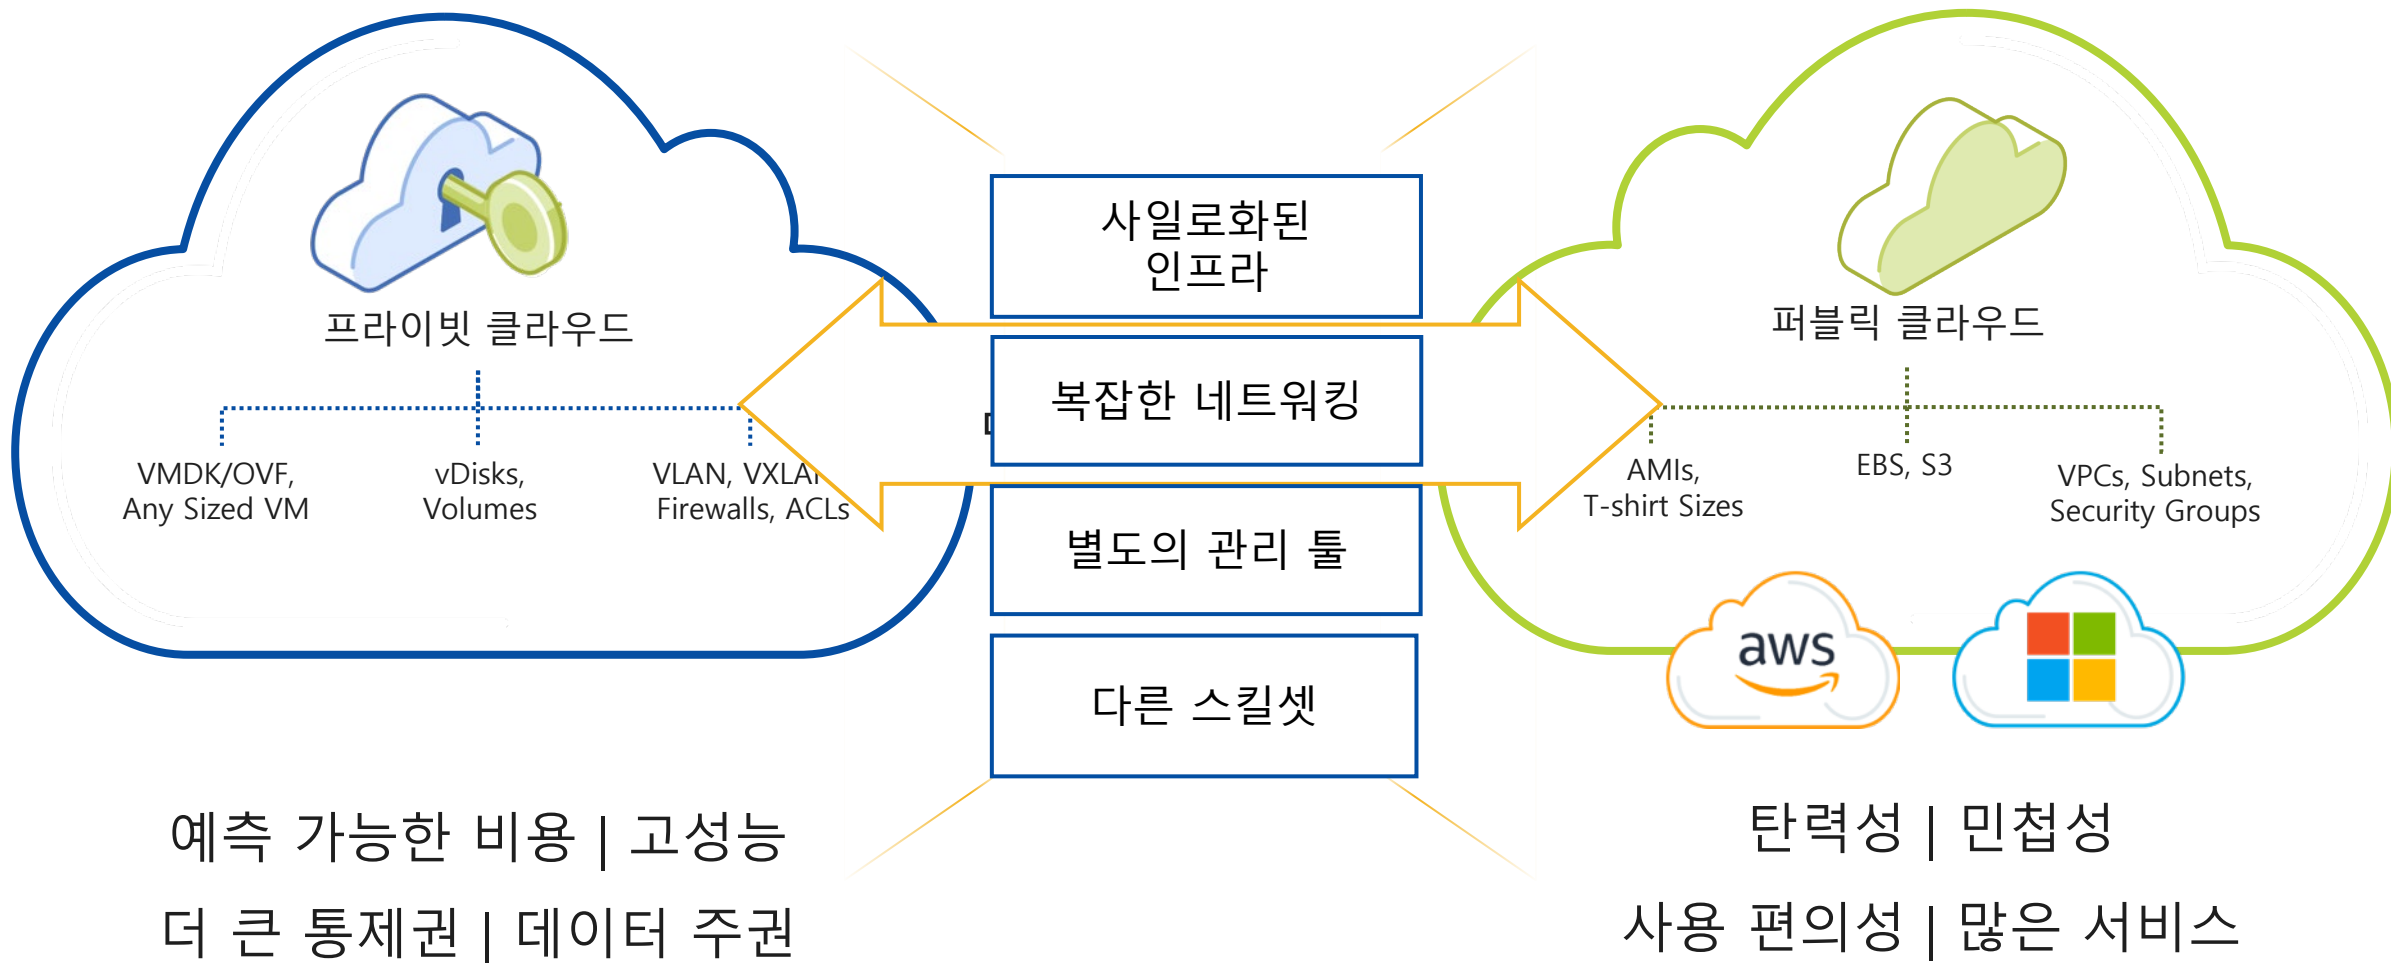 프라이빗 클라우드
VMDK/OVF,
Any Sized VM
vDisks,
Volumes
VLAN,
Firewalls, ACLs
사일로화된
인프라
복잡한 네트워킹
별도의 관리 툴
다른 스킬셋
퍼블릭 클라우드
AMIs,
T-shirt Sizes
EBS, S3
VPCs, Subnets,
Security Groups
aws
예측 가능한 비용 | 고성능
더 큰 통제권 | 데이터 주권
탄력성 | 민첩성
사용 편의성 | 많은 서비스